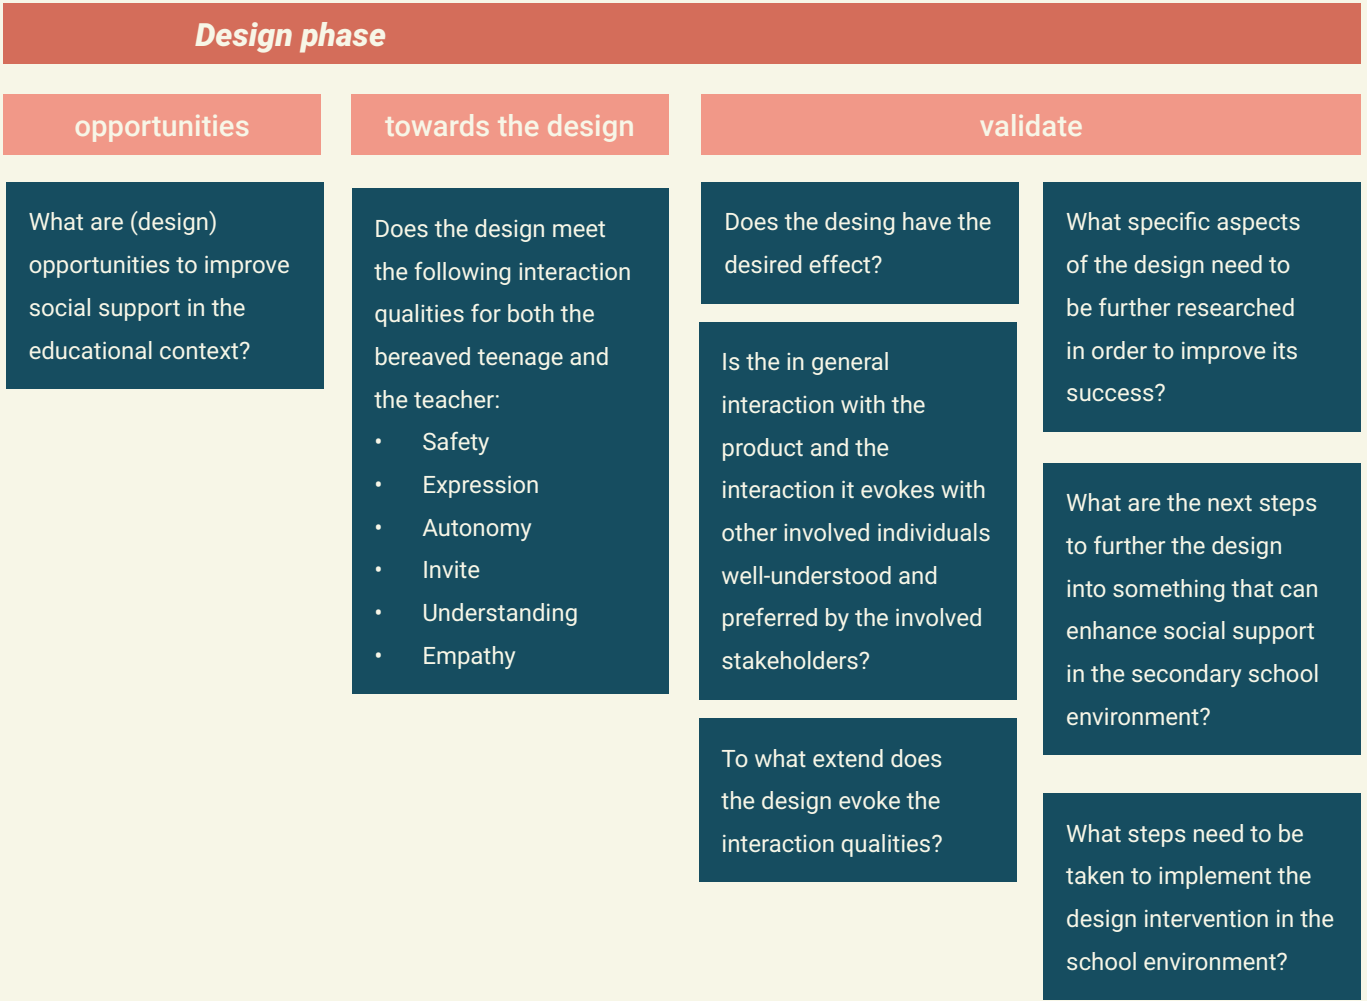 Design phase
opportunities
What are (design)
opportunities to improve
social support in the
educational context?
towards the design
Does the design meet
the following interaction
qualities for both the
bereaved teenage and
the teacher:
• Safety
• Expression
• Autonomy
• Invite
• Understanding
• Empathy
validate
Does the desing have the
desired effect?
Is the in general
interaction with the
product and the
interaction it evokes with
other involved individuals
well-understood and
preferred by the involved
stakeholders?
To what extend does
the design evoke the
interaction qualities?
What specific aspects
of the design need to
be further researched
in order to improve its
success?
What are the next steps
to further the design
into something that can
enhance social support
in the secondary school
environment?
What steps need to be
taken to implement the
design intervention in the
school environment?